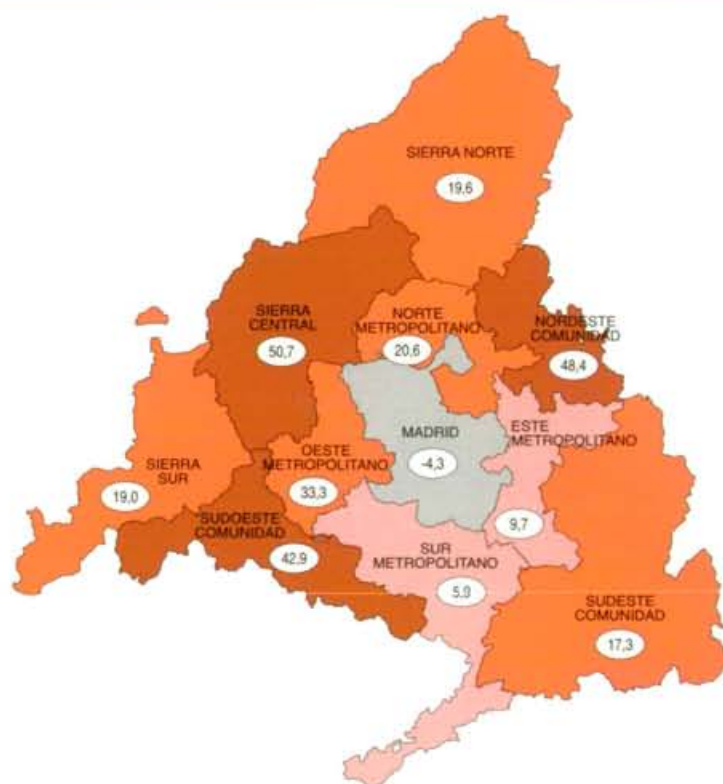 SIERRA NORTE
19,6
SIERRA
CENTRAL
50,7
NORTE
METROPOLITANO
20,6
NORDESTE
COMUNIDAD
48,4
MADRID
-4,3
ESTE
METROPOLITANO
9,7
OESTE
METROPOLITANO
33,3
SIERRA
SUR
19,0
SUDOESTE
COMUNIDAD
42,9
SUR
METROPOLITANO
5,0
SUDESTE
COMUNIDAD
17,3